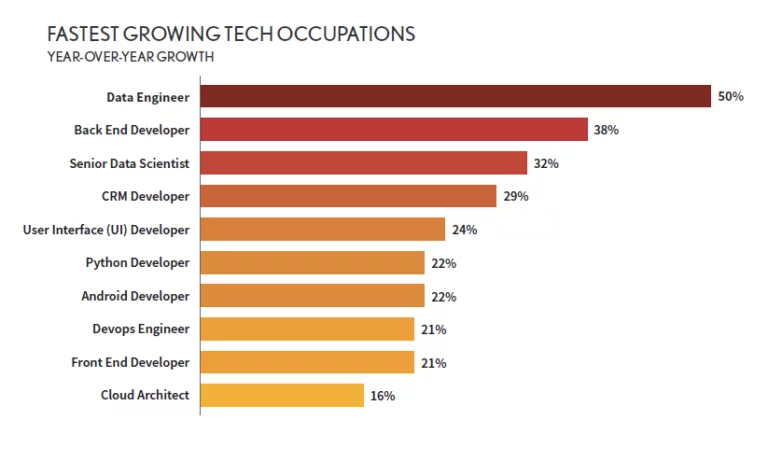 FASTEST GROWING TECH OCCUPATIONS
YEAR-OVER-YEAR GROWTH
Data Engineer 50%
Back End Developer 38%
Senior Data Scientist 32%
CRM Developer 29%
User Interface (UI) Developer 24%
Python Developer 22%
Android Developer 22%
Devops Engineer 21%
Front End Developer 21%
Cloud Architect 16%